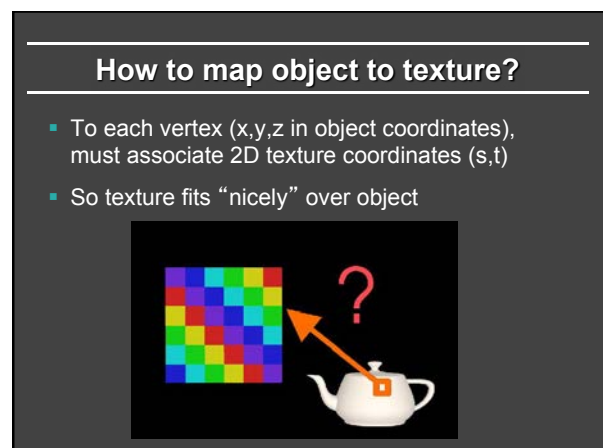 How to map object to texture?
To each vertex (x,y,z in object coordinates),
must associate 2D texture coordinates (s,t)
So texture fits “nicely” over object
?